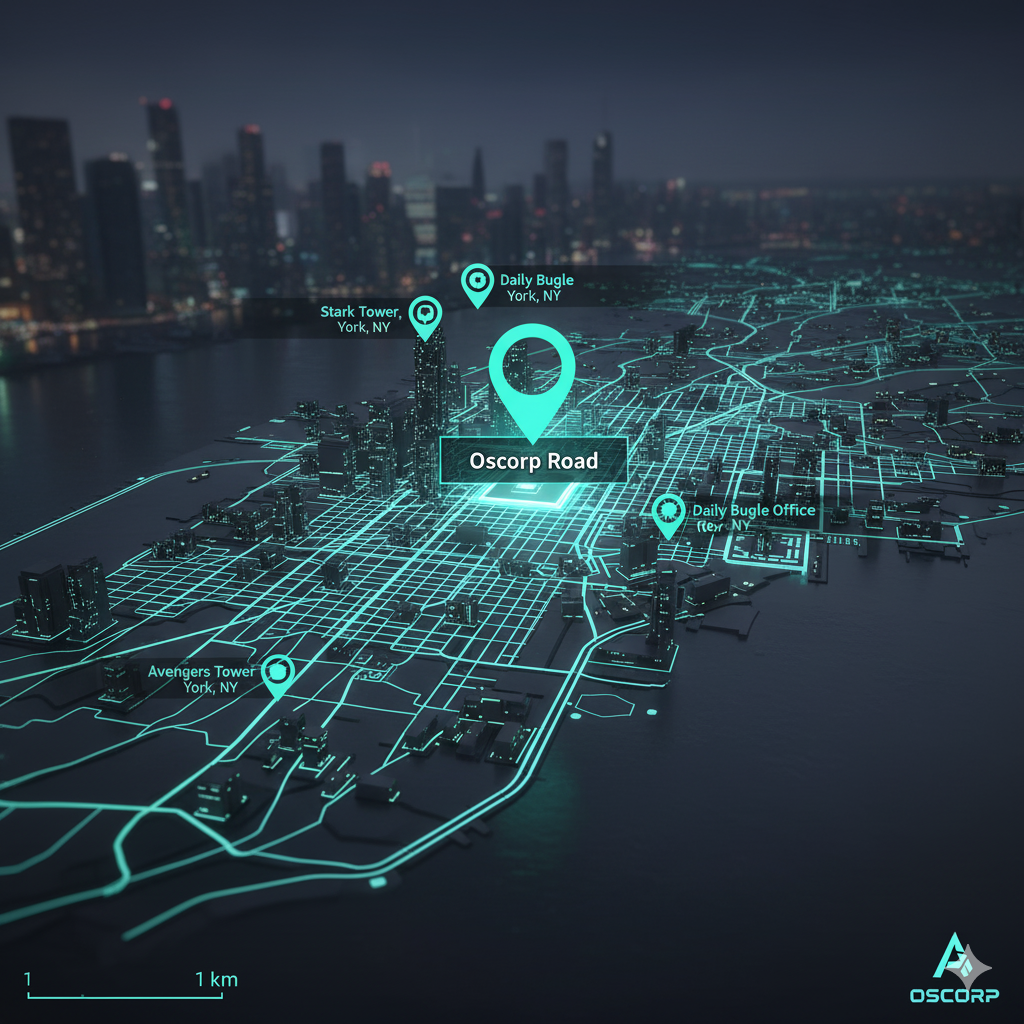 Daily Bugle
York, NY
Stark Tower,
York, NY
Oscorp Road
Daily Bugle Office
NY
Avengers Tower
York, NY
1
1 km
OSCORP